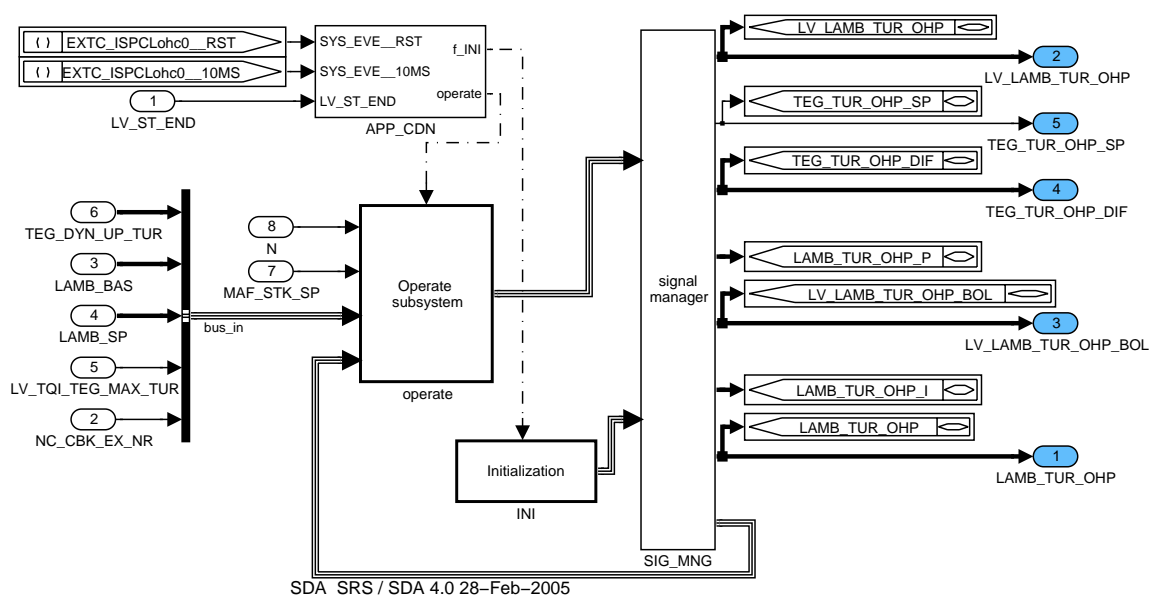 ( ) EXTC_ISPCLohc0__RST
( ) EXTC_ISPCLohc0__10MS
1
LV_ST_END
SYS_EVE__RST
SYS_EVE__10MS
LV_ST_END
f_INI
operate
APP_CDN
6
TEG_DYN_UP_TUR
3
LAMB_BAS
4
LAMB_SP
5
LV_TQI_TEG_MAX_TUR
2
NC_CBK_EX_NR
bus_in
8
N
7
MAF_STK_SP
Operate
subsystem
operate
Initialization
INI
signal
manager
SIG_MNG
LV_LAMB_TUR_OHP
2
LV_LAMB_TUR_OHP
TEG_TUR_OHP_SP
5
TEG_TUR_OHP_SP
TEG_TUR_OHP_DIF
4
TEG_TUR_OHP_DIF
LAMB_TUR_OHP_P
LV_LAMB_TUR_OHP_BOL
3
LV_LAMB_TUR_OHP_BOL
LAMB_TUR_OHP_I
LAMB_TUR_OHP
1
LAMB_TUR_OHP
SDA SRS / SDA 4.0 28−Feb−2005